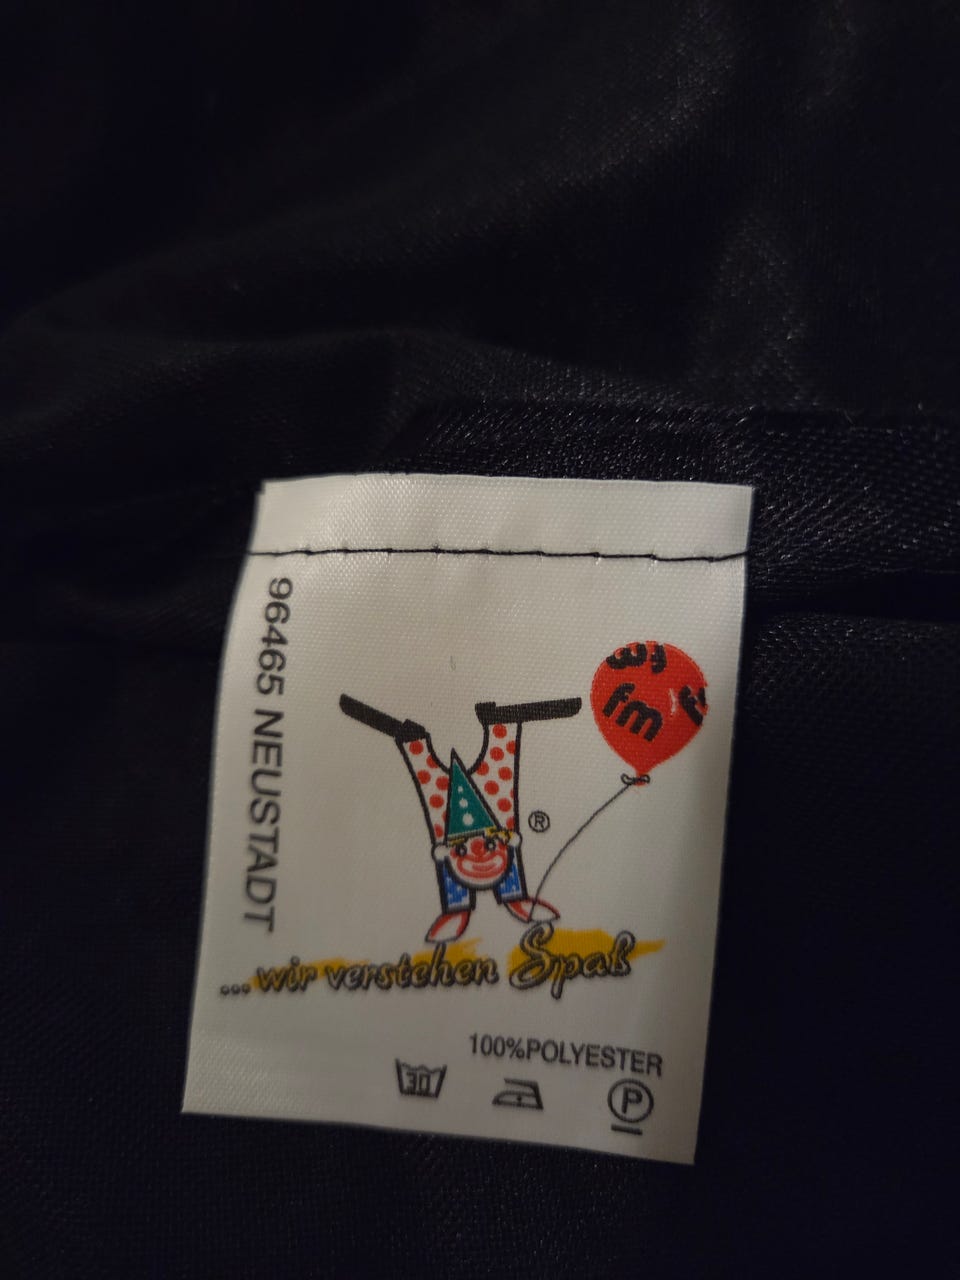 96465 NEUSTADT
fm
®
...wir verstehen Spaß
100%POLYESTER
30
P